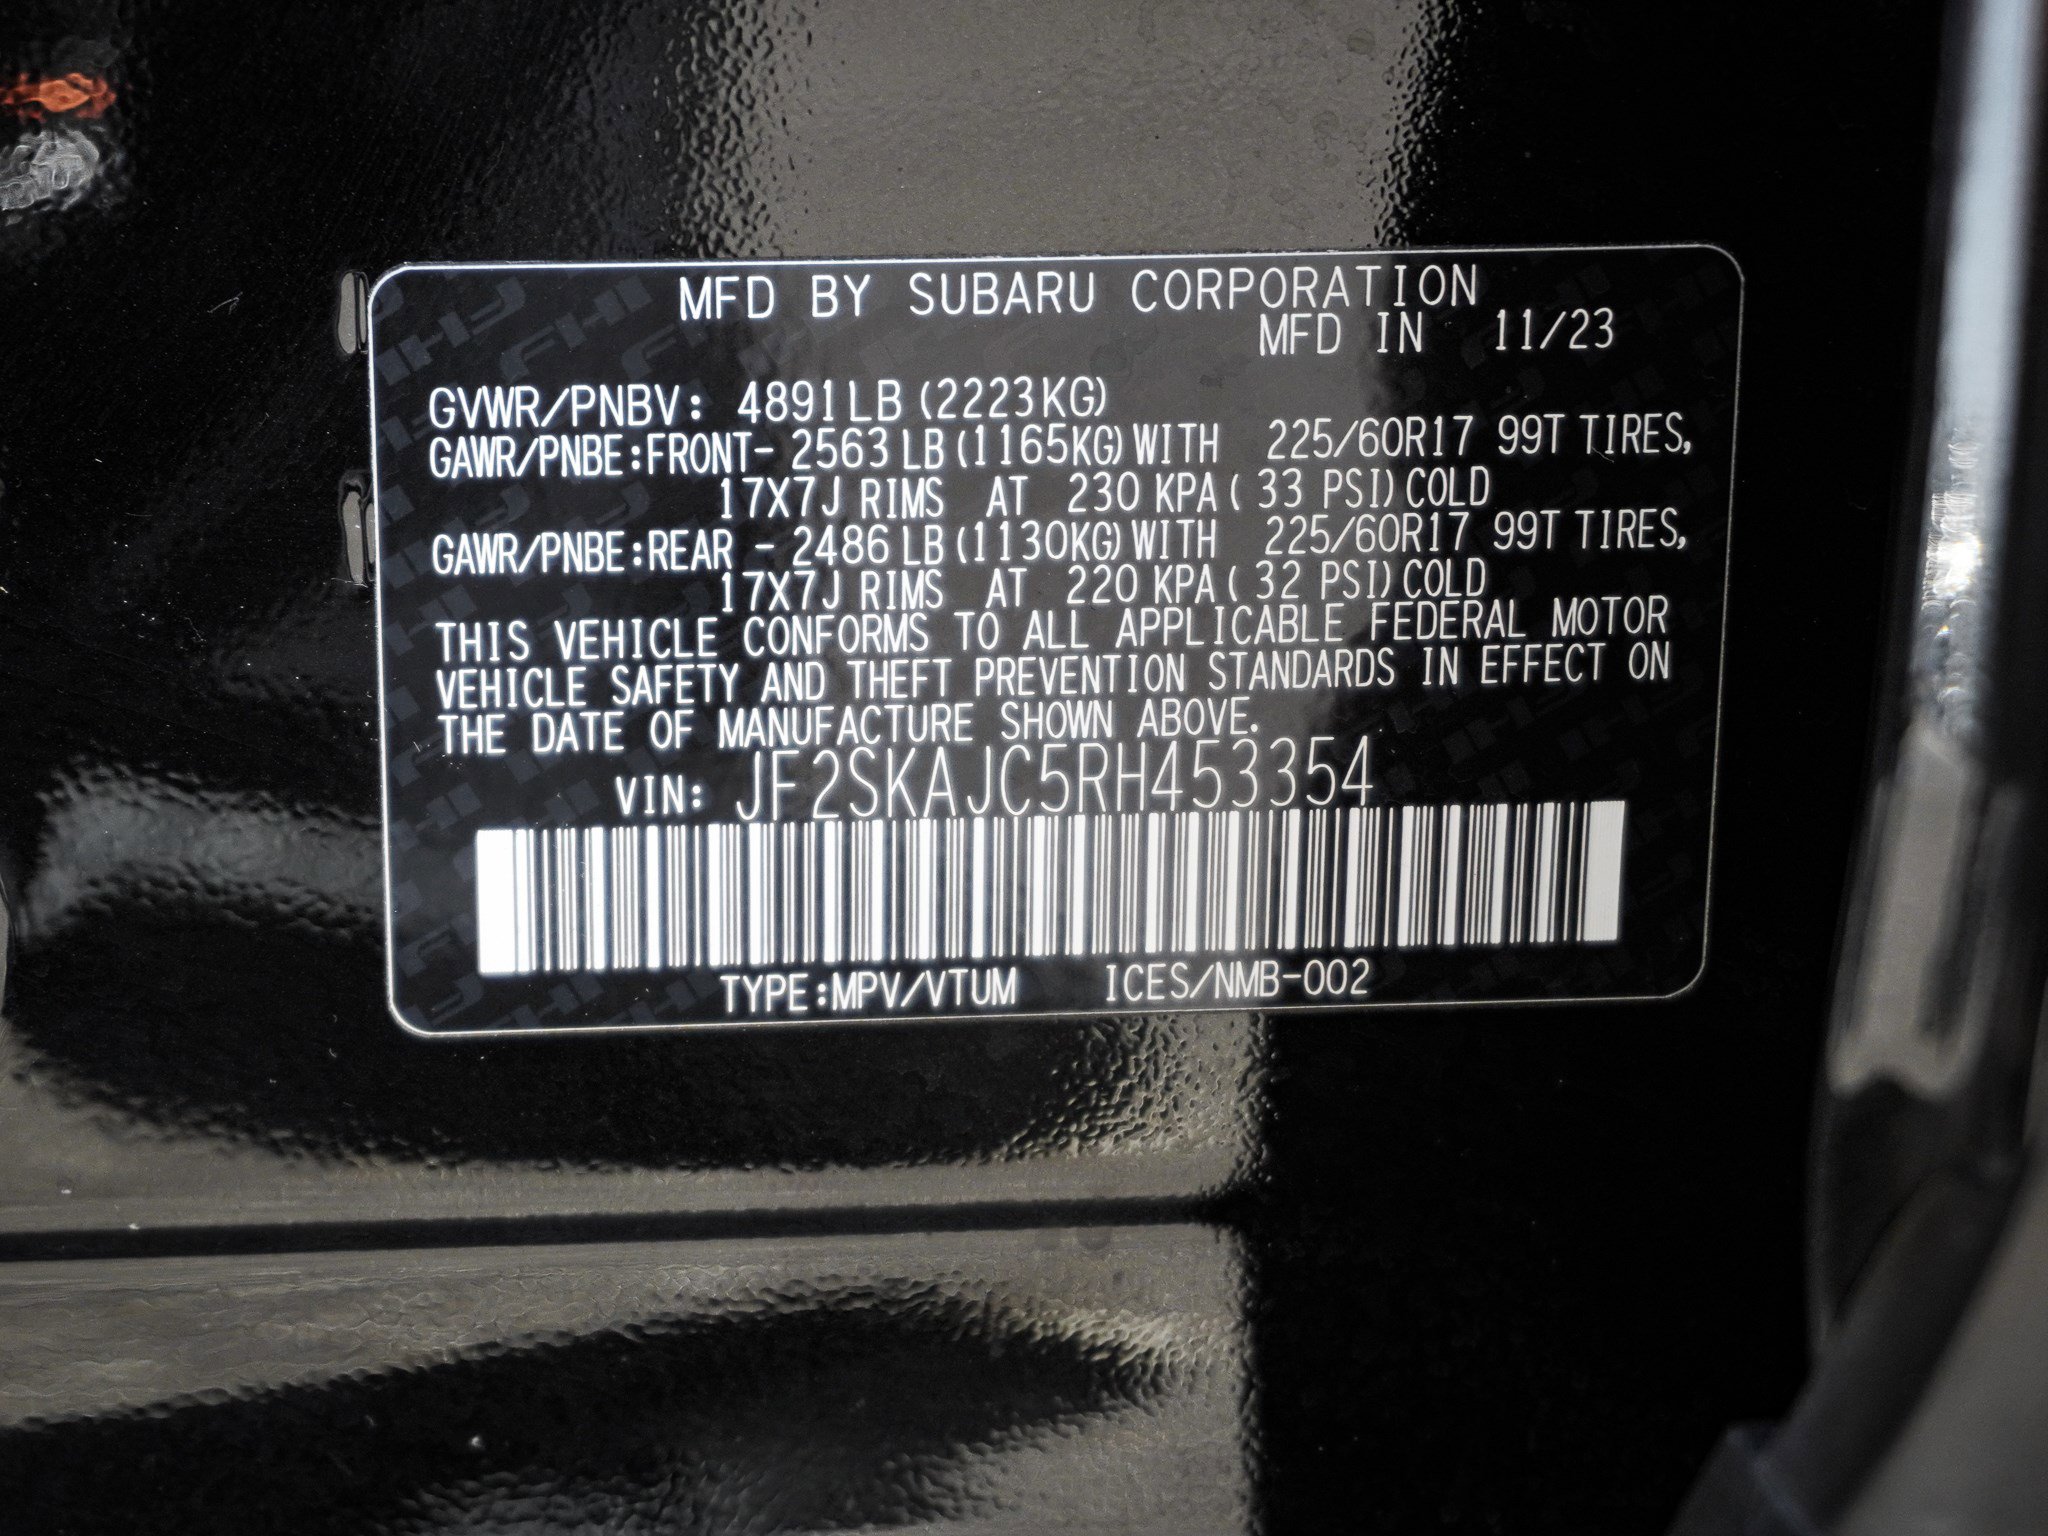 MFD BY SUBARU CORPORATION
MFD IN 11/23
GVWR/PNBV: 4891LB (2223KG)
GAWR/PNBE:FRONT- 2563 LB (1165KG) WITH 225/60R17 99T TIRES,
17X7J RIMS AT 230 KPA ( 33 PSI) COLD
GAWR/PNBE:REAR - 2486 LB (1130KG) WITH 225/60R17 99T TIRES,
17X7J RIMS AT 220 KPA ( 32 PSI) COLD
THIS VEHICLE CONFORMS TO ALL APPLICABLE FEDERAL MOTOR
VEHICLE SAFETY AND THEFT PREVENTION STANDARDS IN EFFECT ON
THE DATE OF MANUFACTURE SHOWN ABOVE.
VIN: JF2SKAJC5RH453354
TYPE:MPV/VTUM ICES/NMB-002